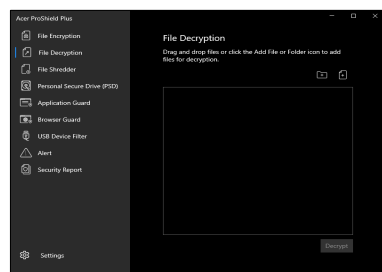 Acer ProShield Plus
File Encryption
File Decryption
File Shredder
Personal Secure Drive (PSD)
Application Guard
Browser Guard
USB Device Filter
Alert
Security Report
Settings
File Decryption
Drag and drop files or click the Add File or Folder icon to add
files for decryption.
Decrypt